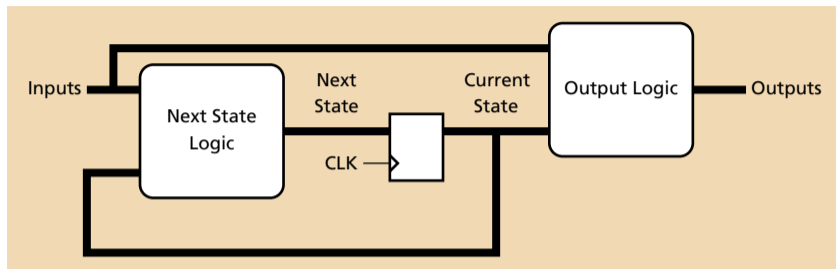 Inputs
Next State
Logic
Next
State
CLK
Current
State
Output Logic
Outputs